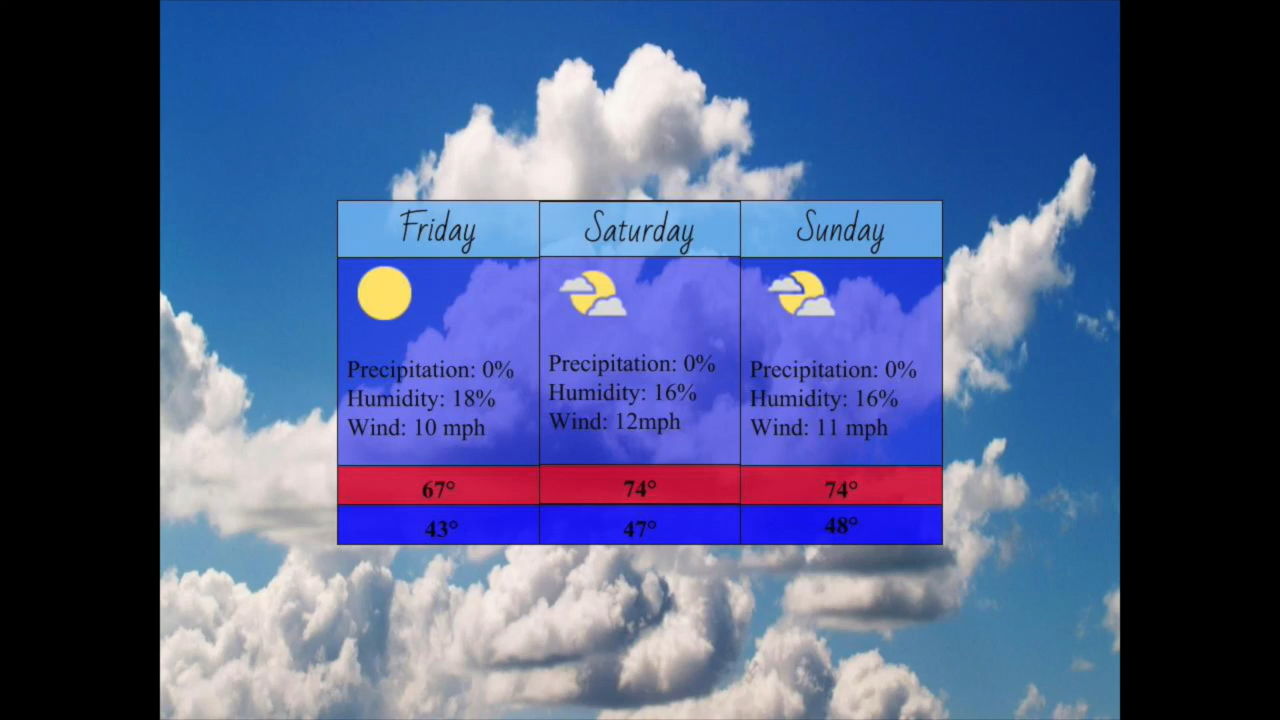 Friday
Saturday
Sunday
Precipitation: 0%
Humidity: 18%
Wind: 10 mph
Precipitation: 0%
Humidity: 16%
Wind: 12mph
Precipitation: 0%
Humidity: 16%
Wind: 11 mph
67°
74°
74°
43°
47°
48°